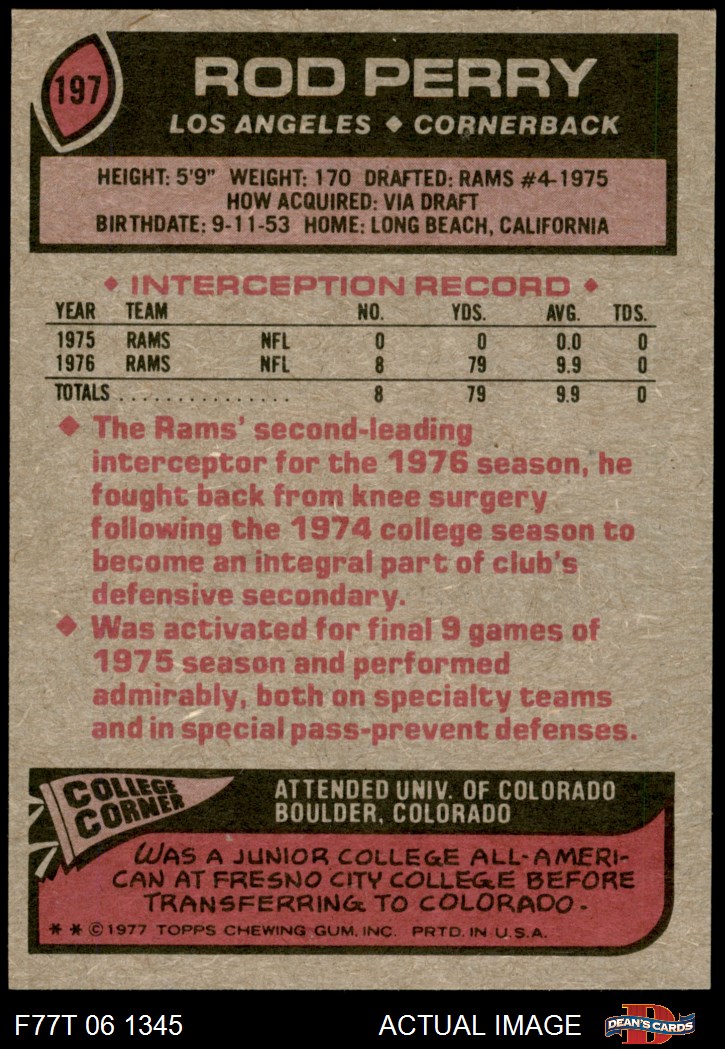 197
ROD PERRY
LOS ANGELES ◆ CORNERBACK
HEIGHT: 5'9" WEIGHT: 170 DRAFTED: RAMS #4-1975
HOW ACQUIRED: VIA DRAFT
BIRTHDATE: 9-11-53 HOME: LONG BEACH, CALIFORNIA
◆ INTERCEPTION RECORD ◆
YEAR TEAM NO. YDS. AVG. TDS.
1975 RAMS NFL 0 0 0.0 0
1976 RAMS NFL 8 79 9.9 0
TOTALS................ 8 79 9.9 0
◆ The Rams' second-leading
interceptor for the 1976 season, he
fought back from knee surgery
following the 1974 college season to
become an integral part of club's
defensive secondary.
◆ Was activated for final 9 games of
1975 season and performed
admirably, both on specialty teams
and in special pass-prevent defenses.
COLLEGE
CORNER
ATTENDED UNIV. OF COLORADO
BOULDER, COLORADO
WAS A JUNIOR COLLEGE ALL-AMERI-
CAN AT FRESNO CITY COLLEGE BEFORE
TRANSFERRING TO COLORADO.
** ©1977 TOPPS CHEWING GUM, INC. PRTD. IN U.S.A.
F77T 06 1345 ACTUAL IMAGE
D
DEAN'S CARDS